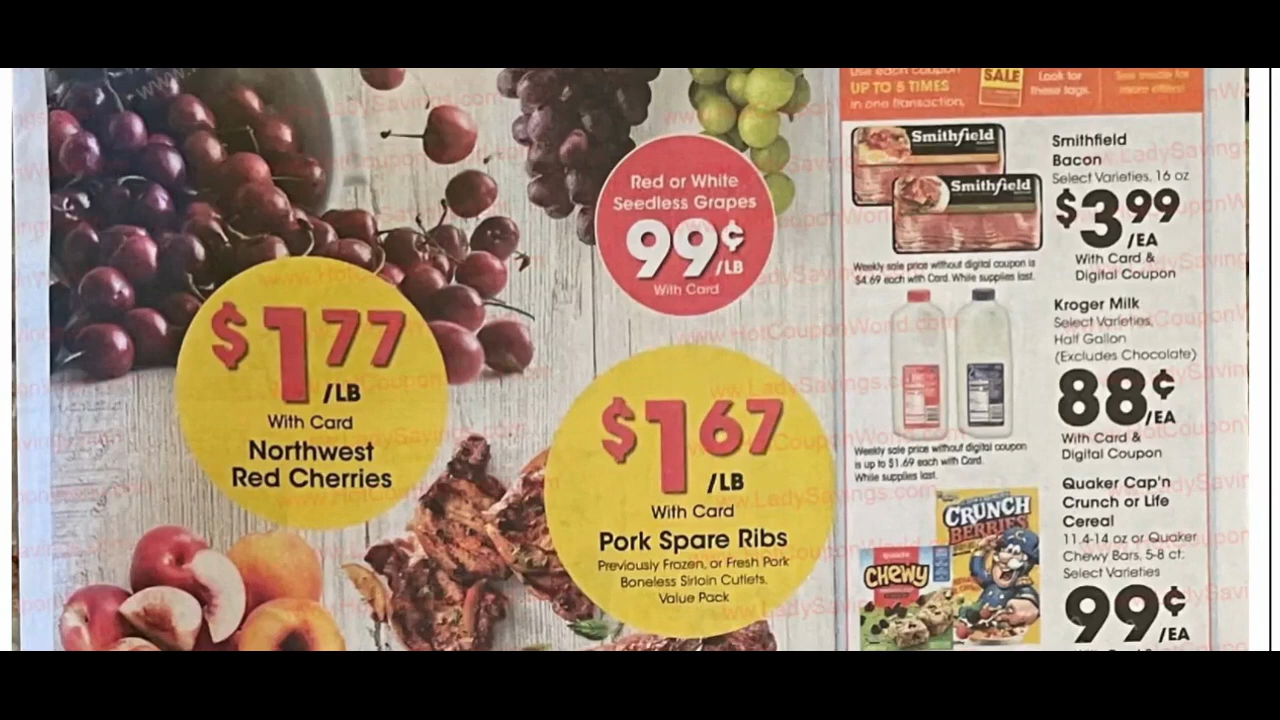 Red or White
Seedless Grapes
99¢
/LB
With Card
$1.77
/LB
With Card
Northwest
Red Cherries
$1.67
/LB
With Card
Pork Spare Ribs
Previously Frozen, or Fresh Pork
Boneless Sirloin Cutlets,
Value Pack
Use each coupon
UP TO 5 TIMES
in one transaction.
SALE
Look for
these tags.
more offers!
Smithfield
Smithfield
Smithfield
Bacon
Select Varieties, 16 oz
$3.99
/EA
With Card &
Digital Coupon
Weekly sale price without digital coupon is
$4.69 each with Card. While supplies last.
Kroger Milk
Select Varieties,
Half Gallon
(Excludes Chocolate)
88¢
/EA
With Card &
Digital Coupon
Weekly sale price without digital coupon
is up to $1.69 each with Card.
While supplies last.
Quaker Cap'n
Crunch or Life
Cereal
11.4-14 oz or Quaker
Chewy Bars, 5-8 ct.
Select Varieties
99¢
/EA
CRUNCH
BERRIES
QUAKER
CHEWY
www.LadySavings.com
www.HotCouponWorld.com
www.LadySavings.com